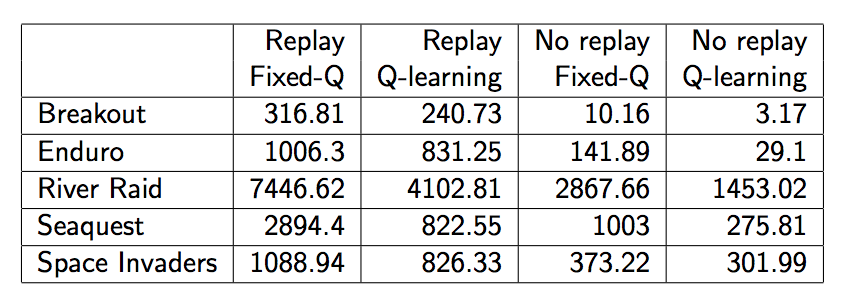 Replay Replay No replay No replay
Fixed-Q Q-learning Fixed-Q Q-learning
Breakout 316.81 240.73 10.16 3.17
Enduro 1006.3 831.25 141.89 29.1
River Raid 7446.62 4102.81 2867.66 1453.02
Seaquest 2894.4 822.55 1003 275.81
Space Invaders 1088.94 826.33 373.22 301.99